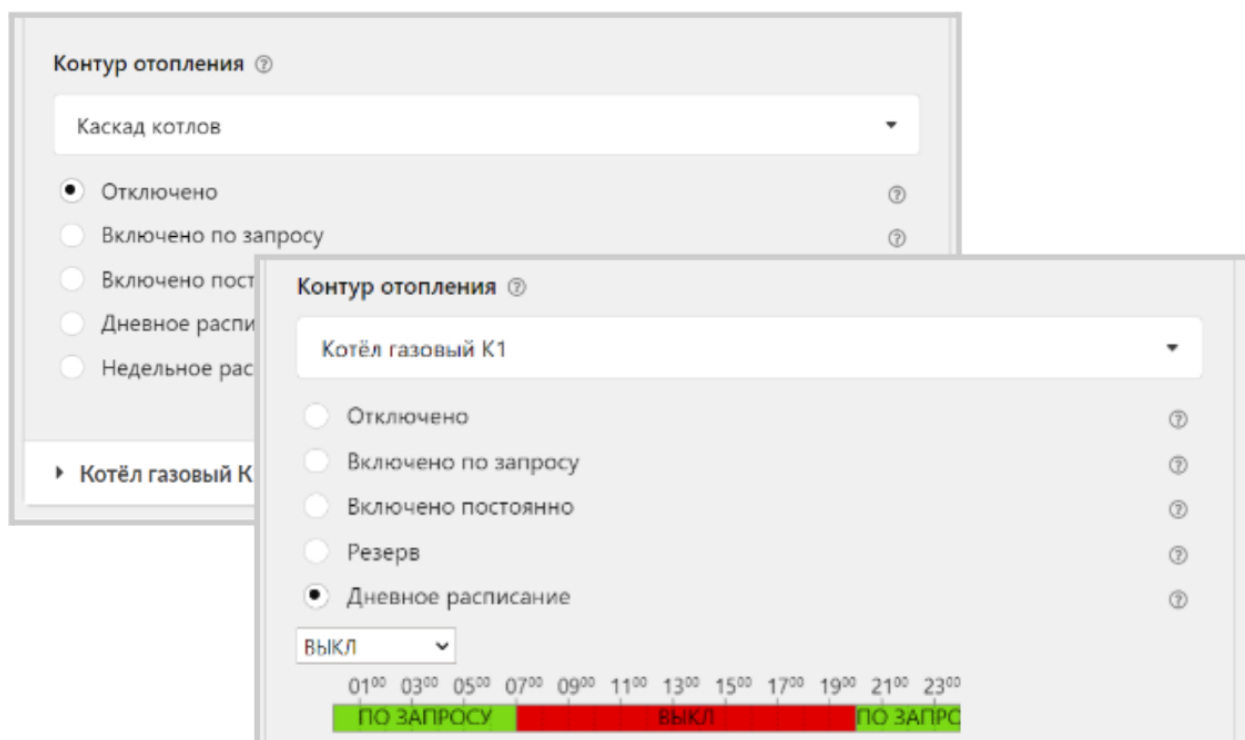 Контур отопления
Каскад котлов
Отключено
Включено по запросу
Включено пост
Дневное распи
Недельное рас
Котёл газовый К
Контур отопления
Котёл газовый К1
Отключено
Включено по запросу
Включено постоянно
Резерв
Дневное расписание
ВЫКЛ
01⁰⁰ 03⁰⁰ 05⁰⁰ 07⁰⁰ 09⁰⁰ 11⁰⁰ 13⁰⁰ 15⁰⁰ 17⁰⁰ 19⁰⁰ 21⁰⁰ 23⁰⁰
ПО ЗАПРОСУ ВЫКЛ ПО ЗАПРО